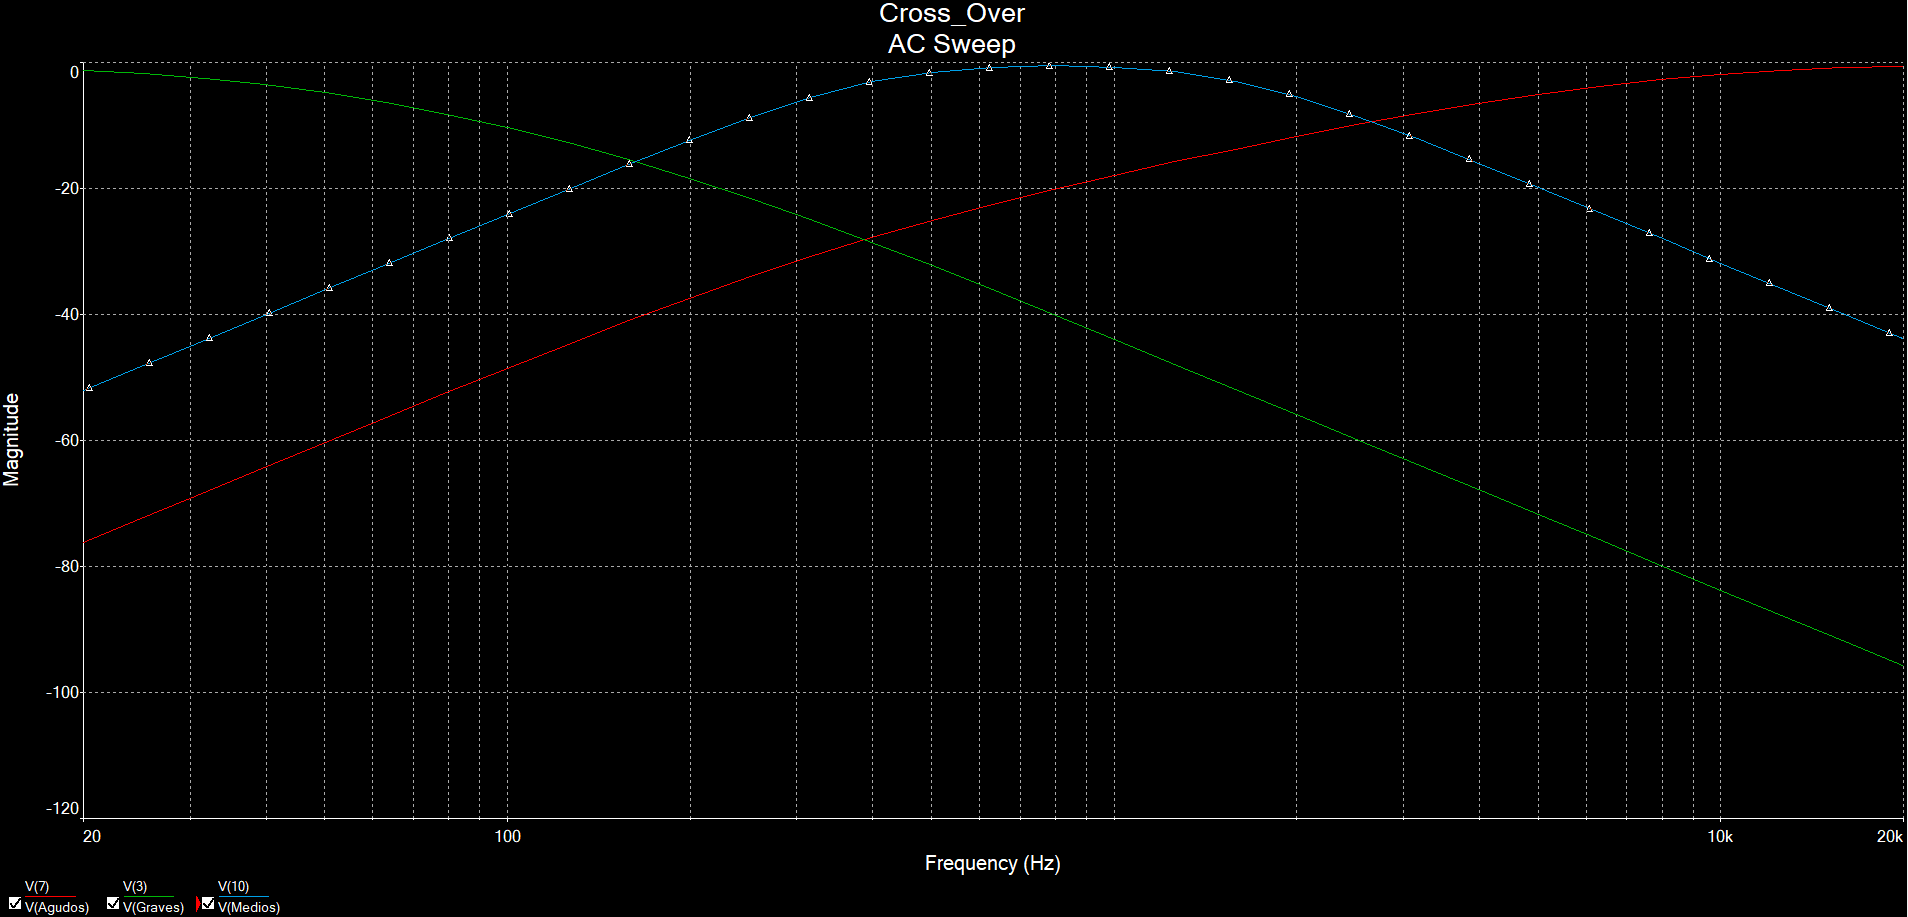 Cross_Over
AC Sweep
0
-20
-40
-60
-80
-100
-120
Magnitude
20 100 10k 20k
Frequency (Hz)
V(7) V(3) V(10)
V(Agudos) V(Graves) V(Medios)